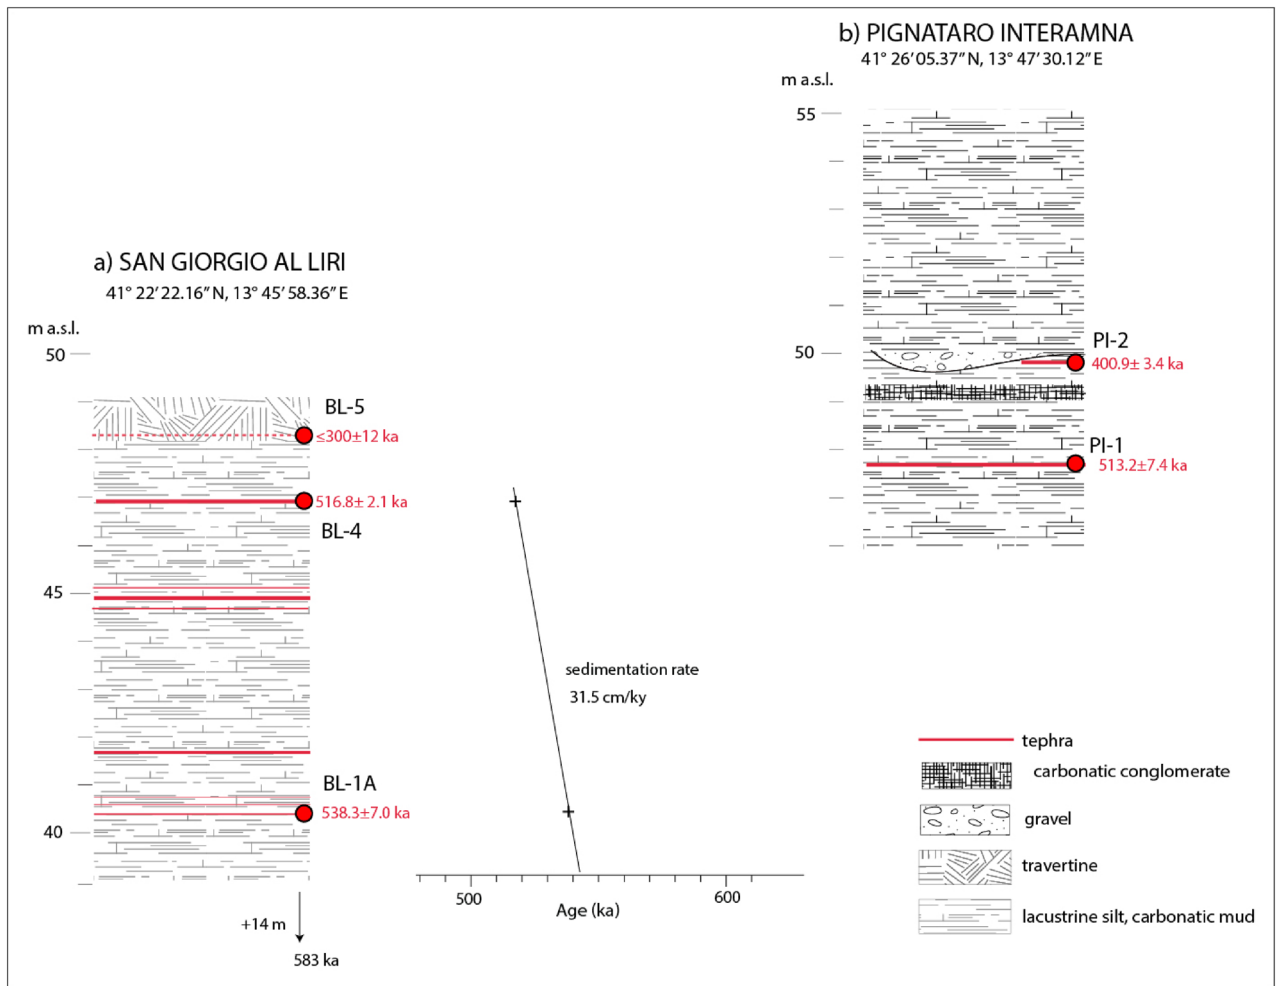 b) PIGNATARO INTERAMNA
41° 26' 05.37" N, 13° 47' 30.12" E
m a.s.l.
55
50
PI-2
400.9± 3.4 ka
PI-1
513.2±7.4 ka
a) SAN GIORGIO AL LIRI
41° 22' 22.16" N, 13° 45' 58.36" E
m a.s.l.
50
BL-5
≤300±12 ka
516.8± 2.1 ka
BL-4
45
BL-1A
538.3±7.0 ka
40
+14 m
583 ka
sedimentation rate
31.5 cm/ky
500
600
Age (ka)
tephra
carbonatic conglomerate
gravel
travertine
lacustrine silt, carbonatic mud